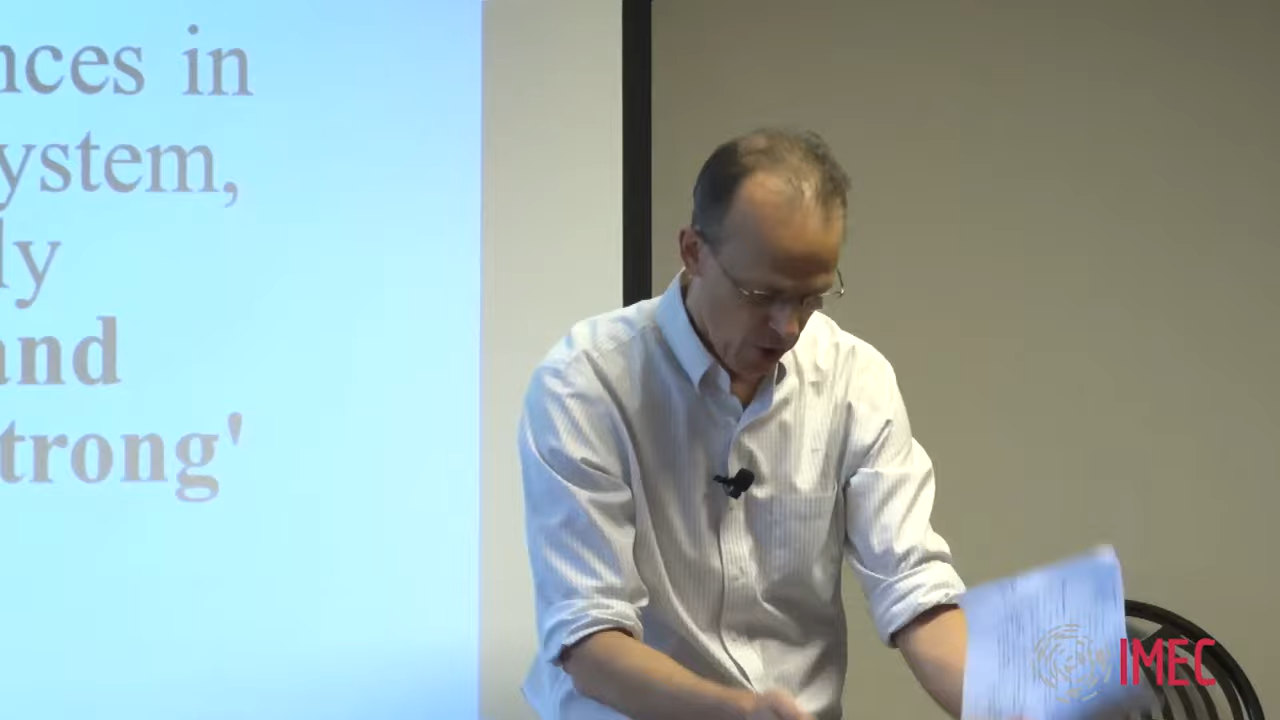 nces in
ystem,
ly
and
trong'
IMEC